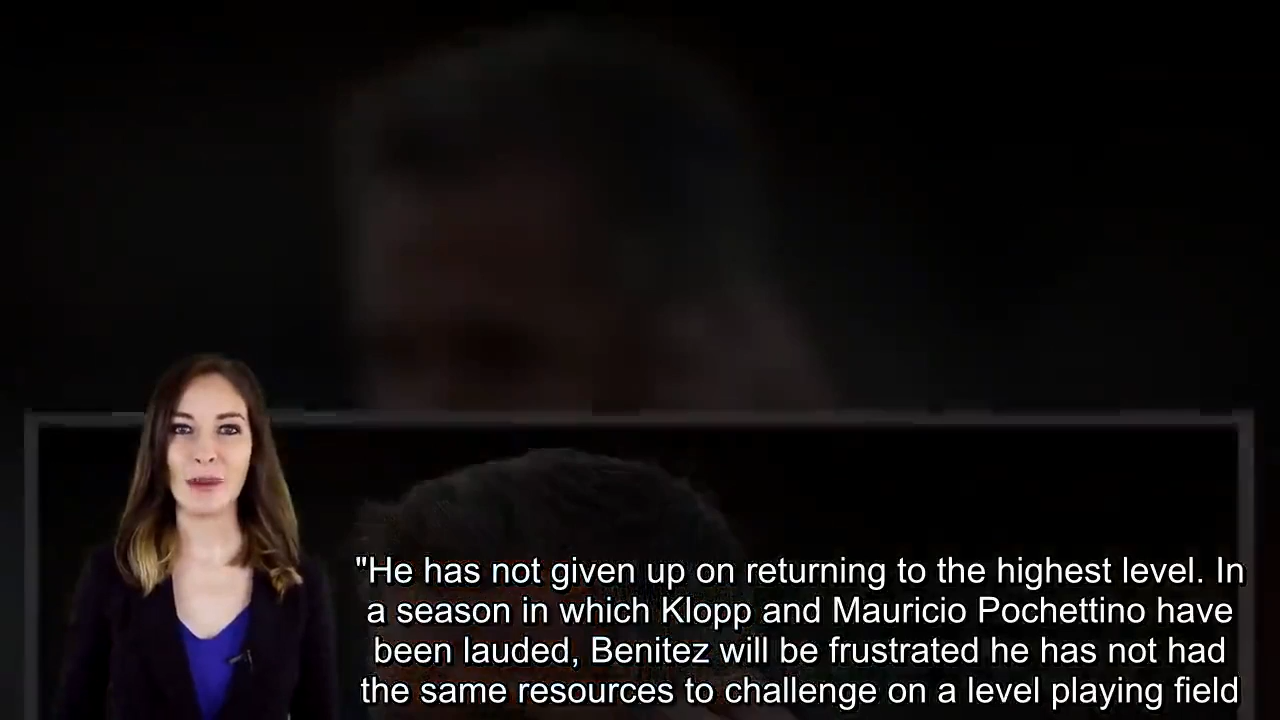 "He has not given up on returning to the highest level. In
a season in which Klopp and Mauricio Pochettino have
been lauded, Benitez will be frustrated he has not had
the same resources to challenge on a level playing field